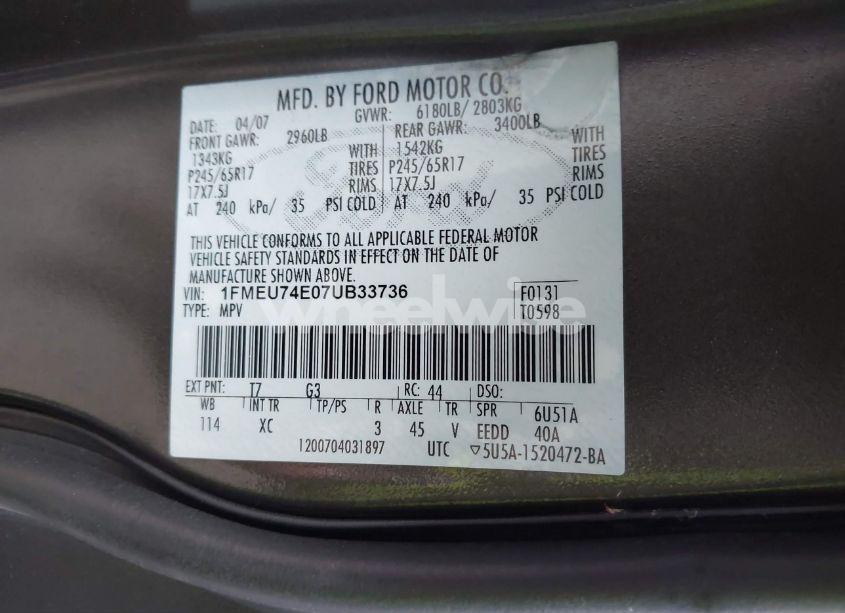 MFD. BY FORD MOTOR CO.
DATE: 04/07 GVWR: 6180LB/ 2803KG
FRONT GAWR: 2960LB REAR GAWR: 3400LB
1343KG WITH 1542KG WITH
P245/65R17 TIRES P245/65R17 TIRES
17X7.5J RIMS 17X7.5J RIMS
AT 240 kPa/ 35 PSI COLD AT 240 kPa/ 35 PSI COLD
THIS VEHICLE CONFORMS TO ALL APPLICABLE FEDERAL MOTOR
VEHICLE SAFETY STANDARDS IN EFFECT ON THE DATE OF
MANUFACTURE SHOWN ABOVE.
VIN: 1FMEU74E07UB33736 F0131
TYPE: MPV T0598
wheelwise
EXT PNT: T7 G3 RC: 44 DSO:
WB INT TR TP/PS R AXLE TR SPR 6U51A
114 XC 3 45 V EEDD 40A
1200704031897 UTC ▽5U5A-1520472-BA